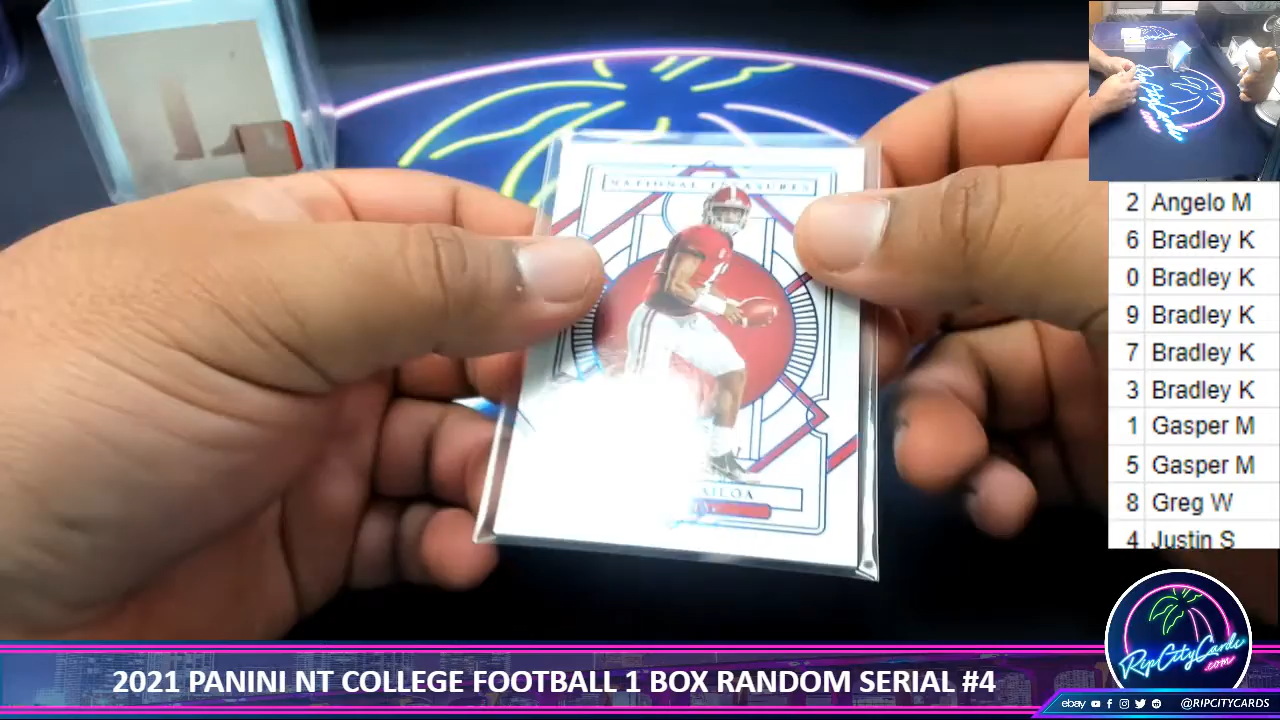 NATIONAL TREASURES
2 Angelo M
6 Bradley K
0 Bradley K
9 Bradley K
7 Bradley K
3 Bradley K
1 Gasper M
5 Gasper M
8 Greg W
4 Justin S
RipCityCards
.com
2021 PANINI NT COLLEGE FOOTBALL 1 BOX RANDOM SERIAL #4
ebay @RIPCITYCARDS